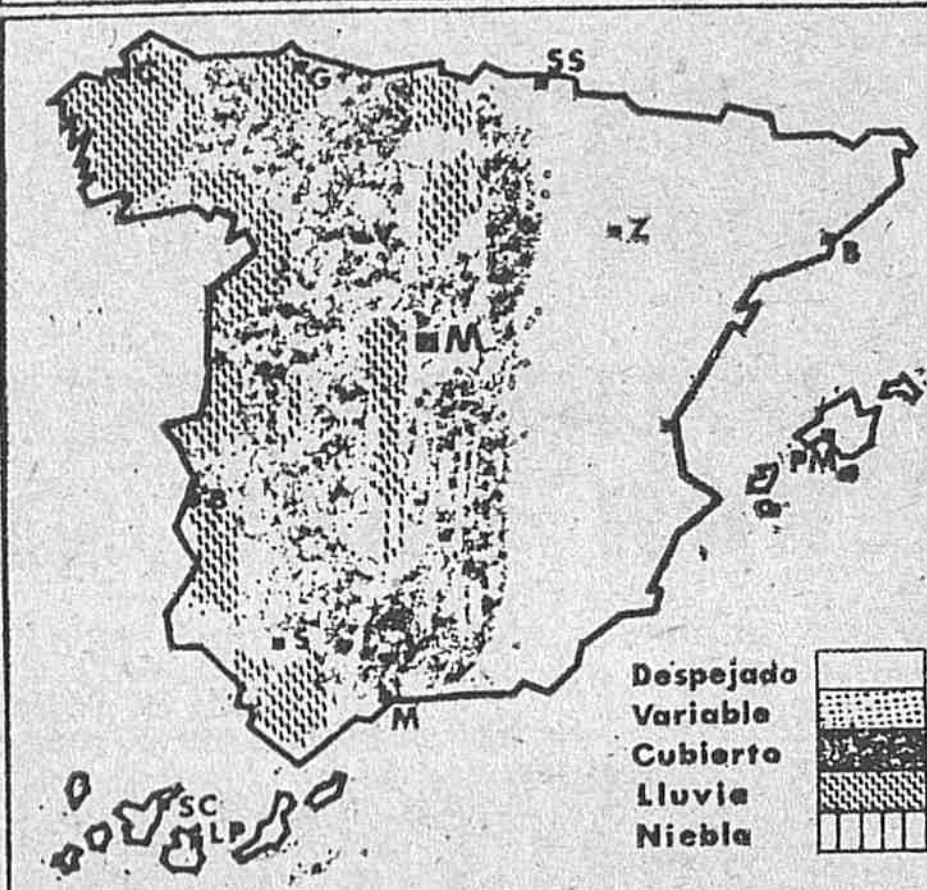 SS
G
Z
B
M
PM
B
S
M
SC
LP
Despejado
Variable
Cubierto
Lluvia
Niebla